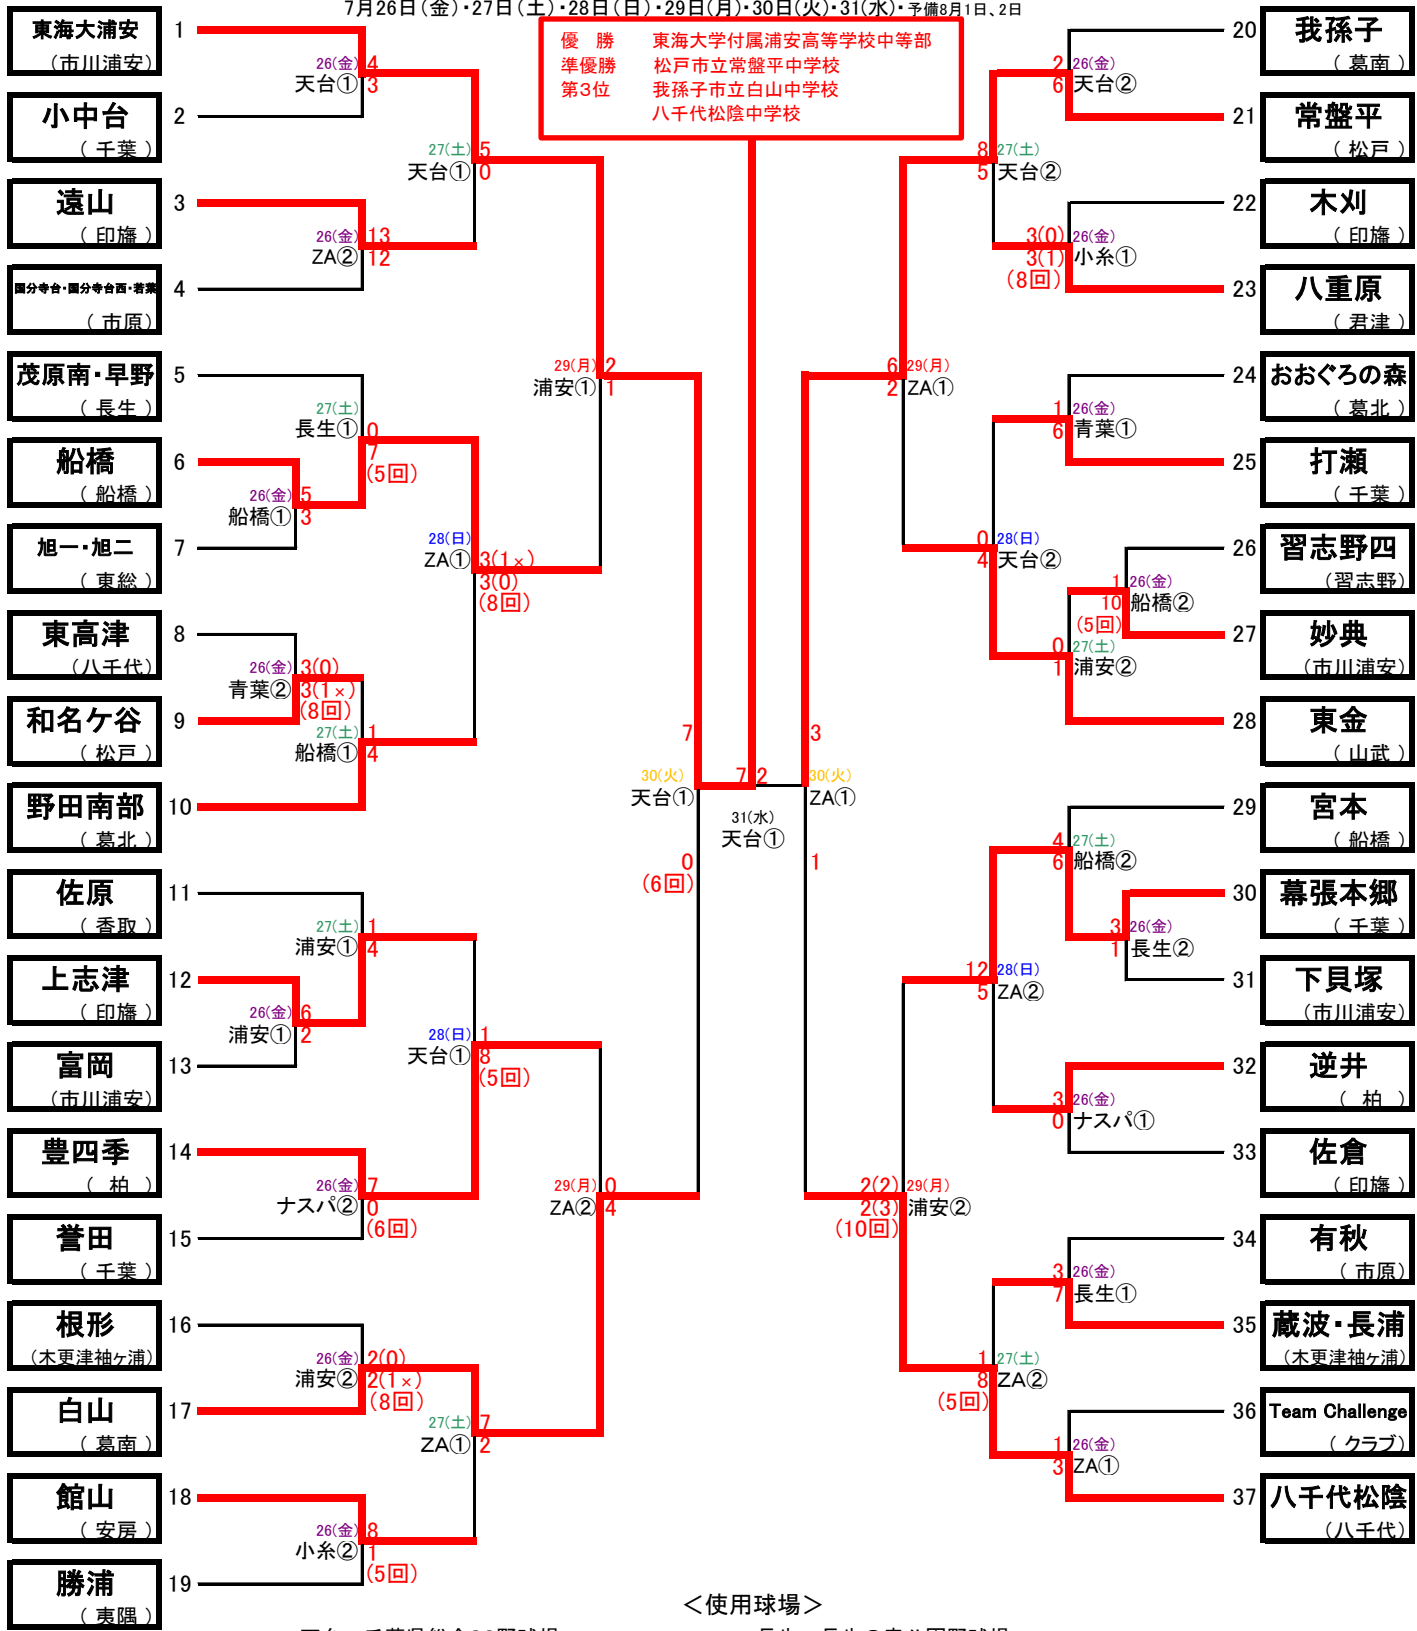 7月26日(金)・27日(土)・28日(日)・29日(月)・30日(火)・31(水)・予備8月1日、2日
優　勝　東海大学付属浦安高等学校中等部
準優勝　松戸市立常盤平中学校
第3位　我孫子市立白山中学校
八千代松陰中学校
東海大浦安
(市川浦安)
1
小中台
(千葉)
2
26(金) 4
天台① 3
遠山
(印旛)
3
国分寺台・国分寺台西・若葉
(市原)
4
26(金) 13
ZA② 12
27(土) 5
天台① 0
茂原南・早野
(長生)
5
船橋
(船橋)
6
旭一・旭二
(東総)
7
26(金) 5
船橋① 3
27(土) 0
長生① 7
(5回)
東高津
(八千代)
8
和名ケ谷
(松戸)
9
26(金) 3(0)
青葉② 3(1×)
(8回)
野田南部
(葛北)
10
27(土) 1
船橋① 4
28(日) 3(1×)
ZA① 3(0)
(8回)
29(月) 2
浦安① 1
佐原
(香取)
11
上志津
(印旛)
12
富岡
(市川浦安)
13
26(金) 6
浦安① 2
27(土) 1
浦安① 4
豊四季
(柏)
14
誉田
(千葉)
15
26(金) 7
ナスパ② 0
(6回)
28(日) 1
天台① 8
(5回)
根形
(木更津袖ヶ浦)
16
白山
(葛南)
17
26(金) 2(0)
浦安② 2(1×)
(8回)
館山
(安房)
18
勝浦
(夷隅)
19
26(金) 8
小糸② 1
(5回)
27(土) 7
ZA① 2
29(月) 0
ZA② 4
7
30(火)
天台①
0
(6回)
7 2
31(水)
天台①
3
30(火)
ZA①
1
20
我孫子
(葛南)
21
常盤平
(松戸)
2 26(金)
6 天台②
22
木刈
(印旛)
23
八重原
(君津)
3(0) 26(金)
3(1) 小糸①
(8回)
8 27(土)
5 天台②
24
おおぐろの森
(葛北)
25
打瀬
(千葉)
1 26(金)
6 青葉①
26
習志野四
(習志野)
27
妙典
(市川浦安)
1 26(金)
10 船橋②
(5回)
28
東金
(山武)
0 27(土)
1 浦安②
0 28(日)
4 天台②
6 29(月)
2 ZA①
29
宮本
(船橋)
30
幕張本郷
(千葉)
31
下貝塚
(市川浦安)
3 26(金)
1 長生②
4 27(土)
6 船橋②
32
逆井
(柏)
33
佐倉
(印旛)
3 26(金)
0 ナスパ①
12 28(日)
5 ZA②
34
有秋
(市原)
35
蔵波・長浦
(木更津袖ヶ浦)
3 26(金)
7 長生①
36
Team Challenge
(クラブ)
37
八千代松陰
(八千代)
1 26(金)
3 ZA①
1 27(土)
8 ZA②
(5回)
2(2) 29(月)
2(3) 浦安②
(10回)
＜使用球場＞